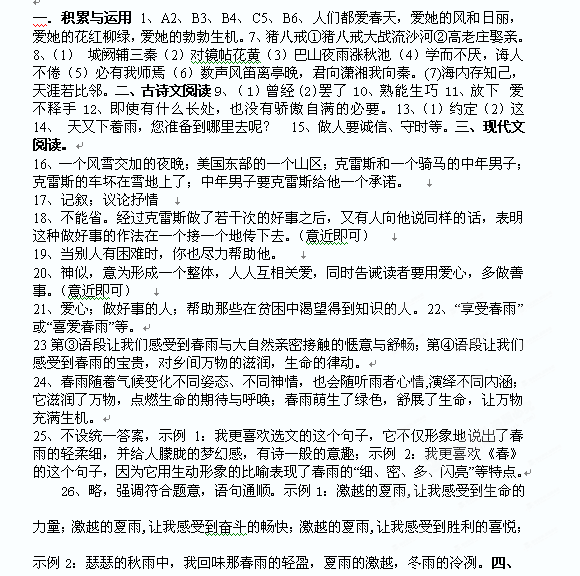 一．积累与运用 1、A2、B3、B4、C5、B6、人们都爱春天，爱她的风和日丽，
爱她的花红柳绿，爱她的勃勃生机。7、猪八戒①猪八戒大战流沙河②高老庄娶亲。
8、（1） 城阙辅三秦（2）对镜帖花黄（3）巴山夜雨涨秋池（4）学而不厌，诲人
不倦（5）必有我师焉（6）数声风笛离亭晚，君向潇湘我向秦。(7)海内存知己，
天涯若比邻。二、古诗文阅读 9、（1）曾经(2)罢了 10、熟能生巧 11、放下 爱
不释手 12、即使有什么长处，也没有骄傲自满的必要。13、（1）约定（2）这
14、 天又下着雨，您准备到哪里去呢？ 15、做人要诚信、守时等。三、现代文
阅读。
16、一个风雪交加的夜晚；美国东部的一个山区；克雷斯和一个骑马的中年男子；
克雷斯的车坏在雪地上了；中年男子要克雷斯给他一个承诺。 ↓
17、记叙；议论抒情 ↓
18、不能省。经过克雷斯做了若干次的好事之后，又有人向他说同样的话，表明
这种做好事的作法在一个接一个地传下去。（意近即可） ↓
19、当别人有困难时，你也尽力帮助他。 ↓
20、神似，意为形成一个整体，人人互相关爱，同时告诫读者要用爱心，多做善
事。（意近即可） ↓
21、爱心；做好事的人；帮助那些在贫困中渴望得到知识的人。22、“享受春雨”
或“喜爱春雨”等。
23 第③语段让我们感受到春雨与大自然亲密接触的惬意与舒畅；第④语段让我们
感受到春雨的宝贵，对乡间万物的滋润，生命的律动。
24、春雨随着气候变化不同姿态、不同神情，也会随听雨者心情,演绎不同内涵；
它滋润了万物，点燃生命的期待与呼唤；春雨萌生了绿色，舒展了生命，让万物
充满生机。
25、不设统一答案，示例 1：我更喜欢选文的这个句子，它不仅形象地说出了春
雨的轻柔细，并给人朦胧的梦幻感，有诗一般的意趣；示例 2：我更喜欢《春》
的这个句子，因为它用生动形象的比喻表现了春雨的“细、密、多、闪亮”等特点。
26、略，强调符合题意，语句通顺。示例 1：激越的夏雨,让我感受到生命的
力量；激越的夏雨,让我感受到奋斗的畅快；激越的夏雨,让我感受到胜利的喜悦；
示例 2：瑟瑟的秋雨中，我回味那春雨的轻盈，夏雨的激越，冬雨的冷冽。四、